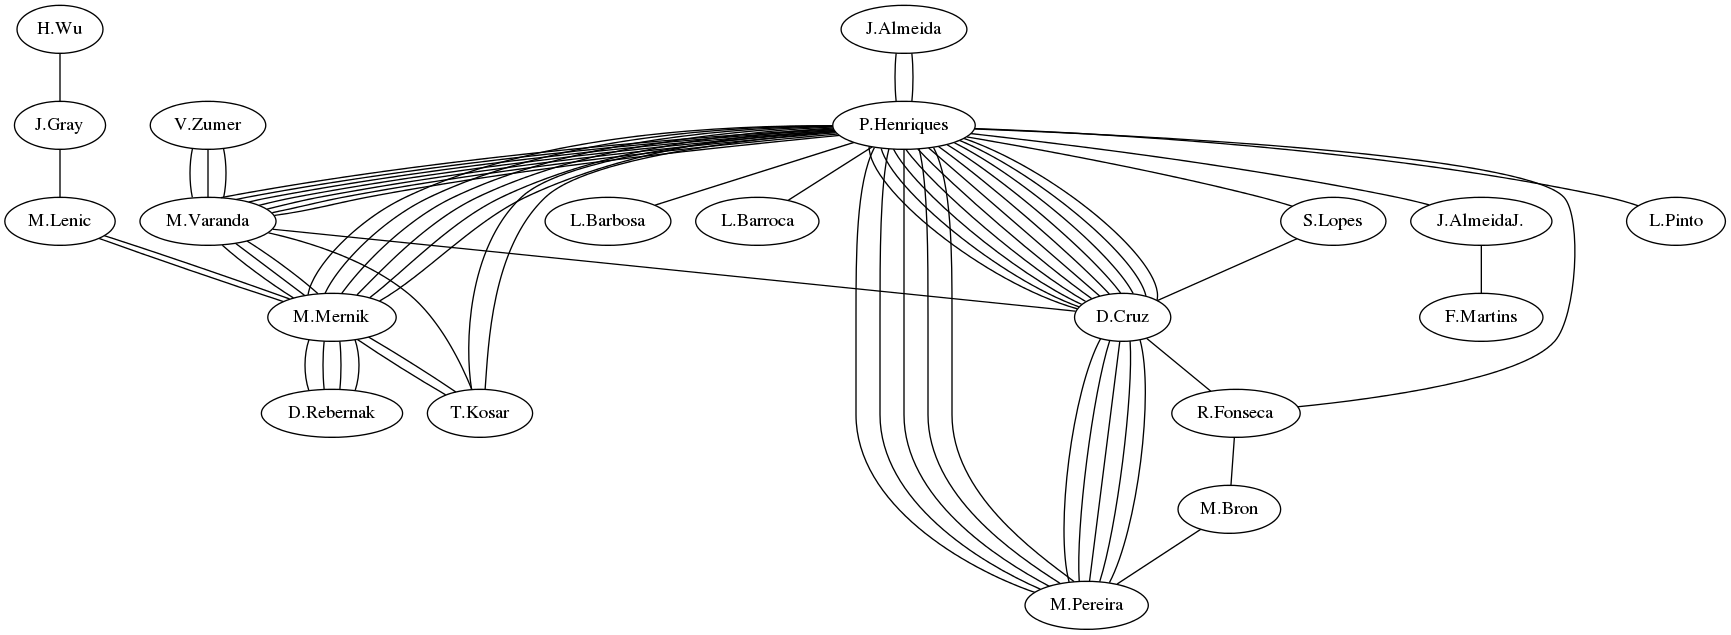 H.Wu
J.Almeida
J.Gray
V.Zumer
P.Henriques
M.Lenic
M.Varanda
L.Barbosa
L.Barroca
S.Lopes
J.AlmeidaJ.
L.Pinto
M.Mernik
D.Cruz
F.Martins
D.Rebernak
T.Kosar
R.Fonseca
M.Bron
M.Pereira